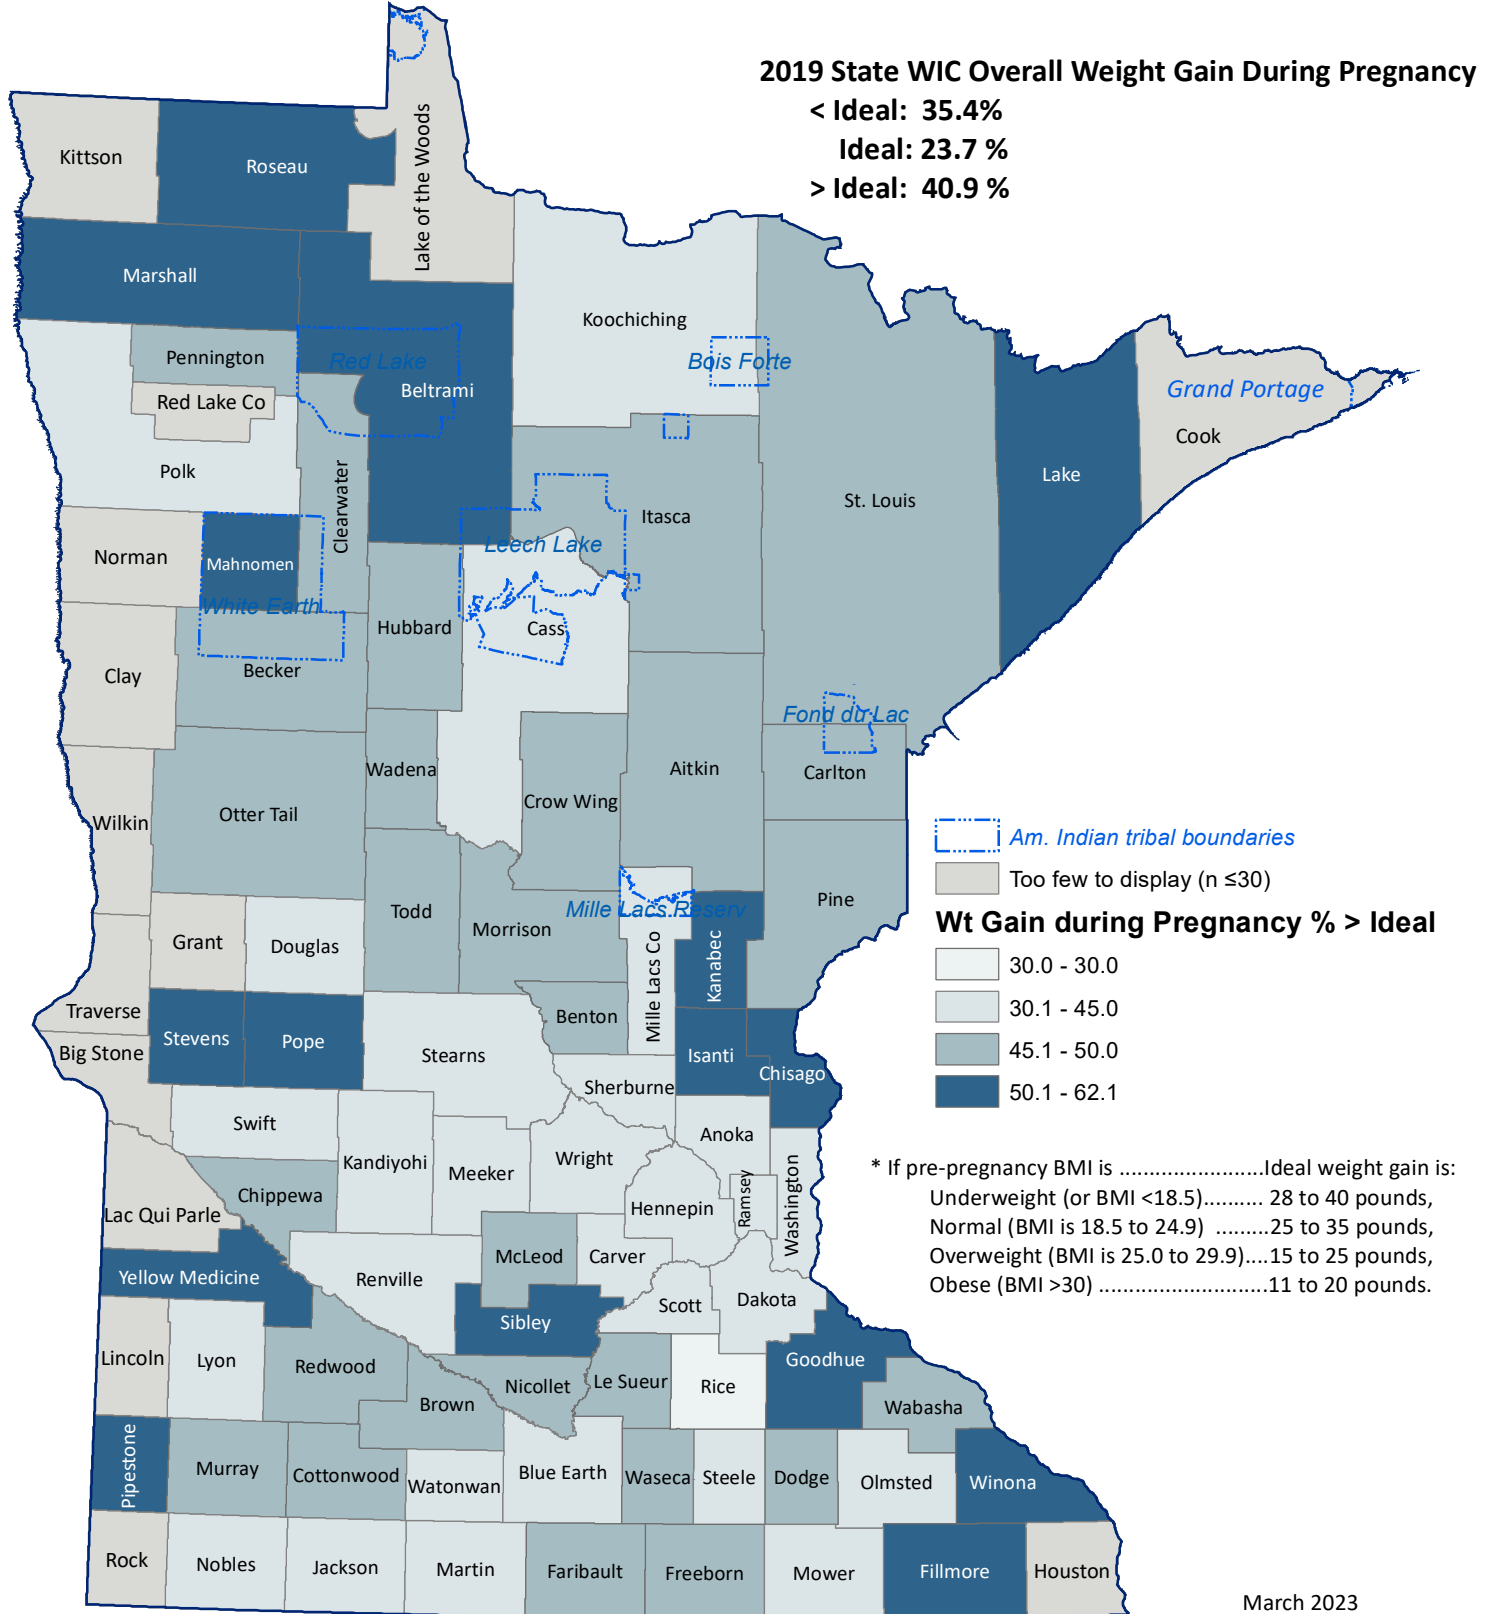 2019 State WIC Overall Weight Gain During Pregnancy
< Ideal: 35.4%
Ideal: 23.7 %
> Ideal: 40.9 %
Kittson
Roseau
Lake of the Woods
Marshall
Koochiching
Pennington
Red Lake
Bois Forte
Beltrami
Red Lake Co
Grand Portage
Cook
Polk
Clearwater
Lake
St. Louis
Itasca
Norman
Mahnomen
Leech Lake
White Earth
Hubbard
Cass
Clay
Becker
Fond du Lac
Wadena
Aitkin
Carlton
Crow Wing
Otter Tail
Wilkin
Am. Indian tribal boundaries
Too few to display (n ≤30)
Wt Gain during Pregnancy % > Ideal
30.0 - 30.0
30.1 - 45.0
45.1 - 50.0
50.1 - 62.1
Pine
Todd
Mille Lacs Reserv
Morrison
Grant
Douglas
Mille Lacs Co
Kanabec
Traverse
Benton
Stevens
Pope
Big Stone
Stearns
Isanti
Chisago
Sherburne
Swift
Anoka
Kandiyohi
Meeker
Wright
Chippewa
Hennepin
Ramsey
Washington
Lac Qui Parle
McLeod
Carver
Yellow Medicine
Renville
Scott
Dakota
Sibley
* If pre-pregnancy BMI is ........................Ideal weight gain is:
Underweight (or BMI <18.5).......... 28 to 40 pounds,
Normal (BMI is 18.5 to 24.9) .........25 to 35 pounds,
Overweight (BMI is 25.0 to 29.9)....15 to 25 pounds,
Obese (BMI >30) ............................11 to 20 pounds.
Lincoln
Lyon
Redwood
Nicollet
Le Sueur
Rice
Goodhue
Brown
Wabasha
Pipestone
Murray
Cottonwood
Watonwan
Blue Earth
Waseca
Steele
Dodge
Olmsted
Winona
Rock
Nobles
Jackson
Martin
Faribault
Freeborn
Mower
Fillmore
Houston
March 2023